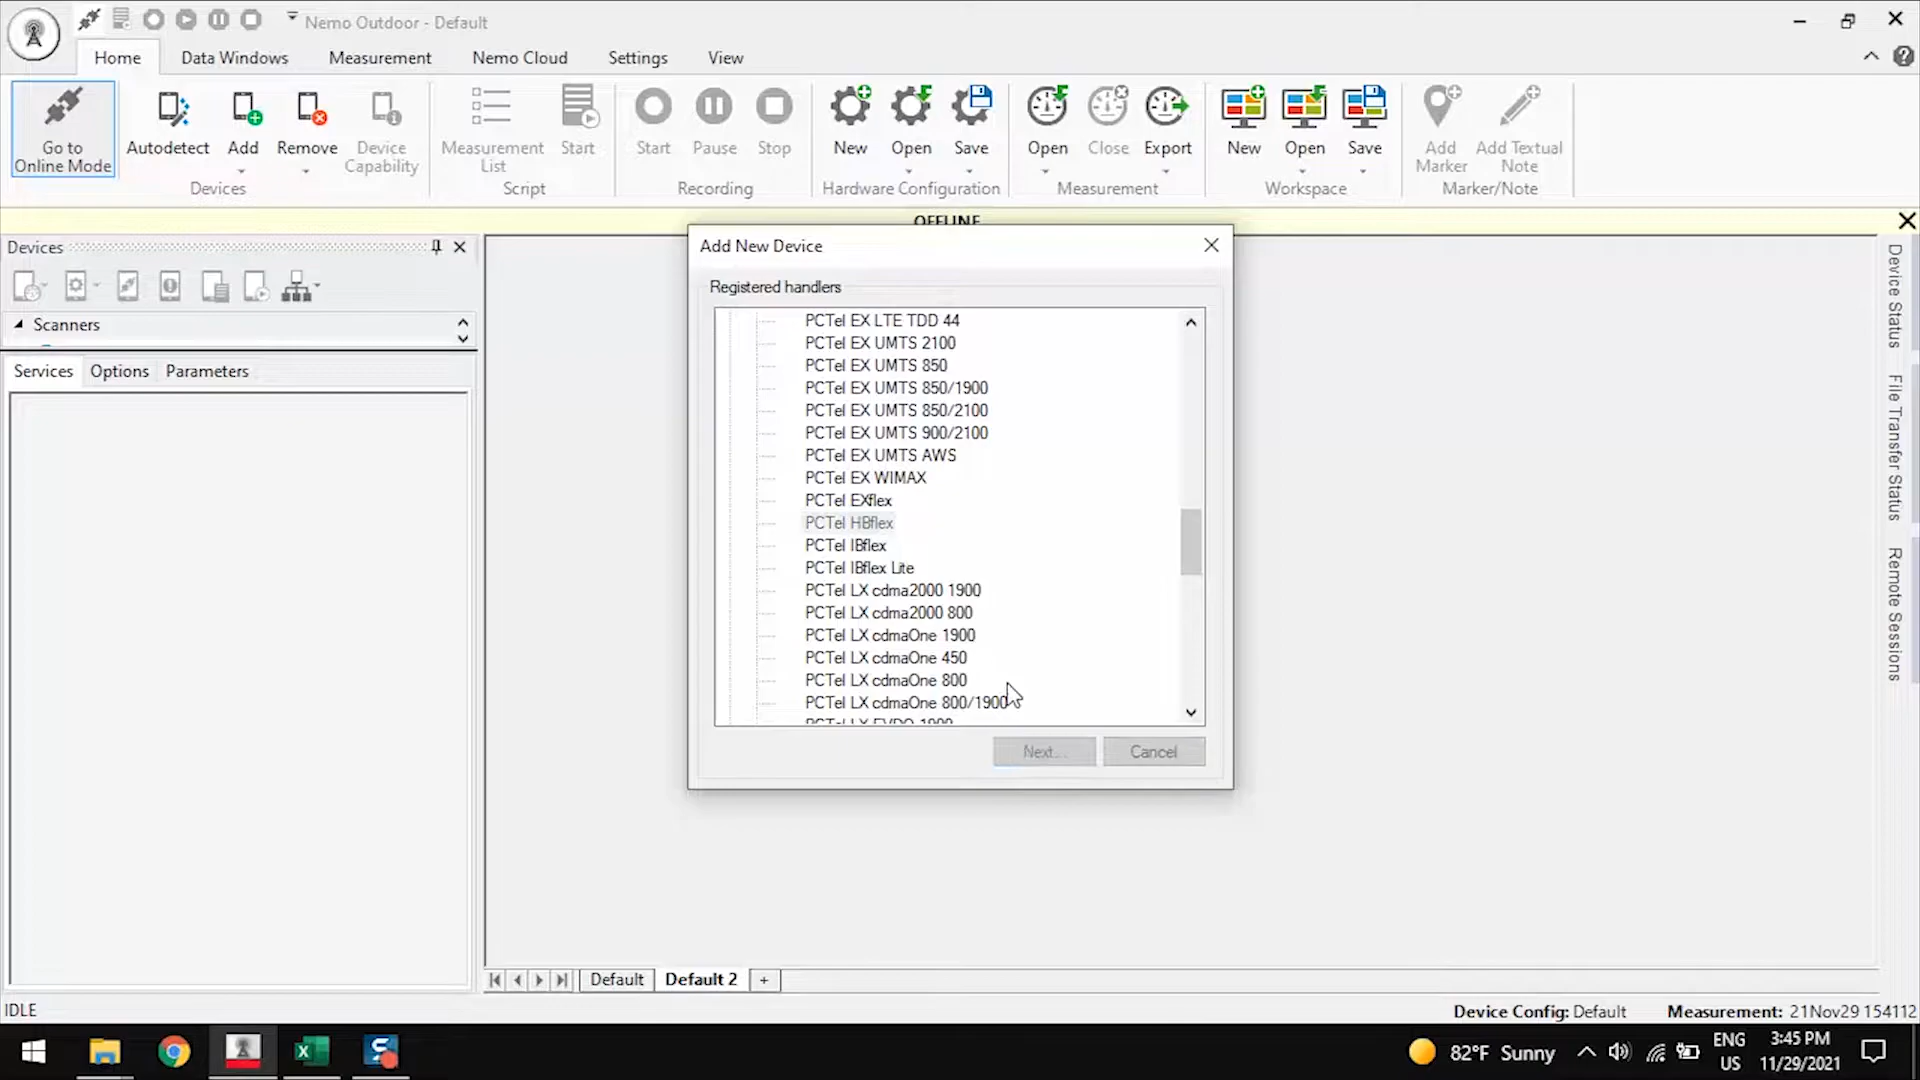 Nemo Outdoor - Default
Home Data Windows Measurement Nemo Cloud Settings View
Go to Online Mode
Autodetect
Add
Remove
Device Capability
Devices
Measurement List
Start
Script
Start
Pause
Stop
Recording
New
Open
Save
Hardware Configuration
Open
Close
Export
Measurement
New
Open
Save
Workspace
Add Marker
Add Textual Note
Marker/Note
OFFLINE
Devices
Scanners
Services Options Parameters
Add New Device
Registered handlers
PCTel EX LTE TDD 44
PCTel EX UMTS 2100
PCTel EX UMTS 850
PCTel EX UMTS 850/1900
PCTel EX UMTS 850/2100
PCTel EX UMTS 900/2100
PCTel EX UMTS AWS
PCTel EX WIMAX
PCTel EXflex
PCTel HBflex
PCTel IBflex
PCTel IBflex Lite
PCTel LX cdma2000 1900
PCTel LX cdma2000 800
PCTel LX cdmaOne 1900
PCTel LX cdmaOne 450
PCTel LX cdmaOne 800
PCTel LX cdmaOne 800/1900
PCTel LX EVDO 1900
Next... Cancel
Device Status
File Transfer Status
Remote Sessions
Default Default 2 +
IDLE
Device Config: Default Measurement: 21Nov29 154112
82°F Sunny
ENG US
3:45 PM
11/29/2021